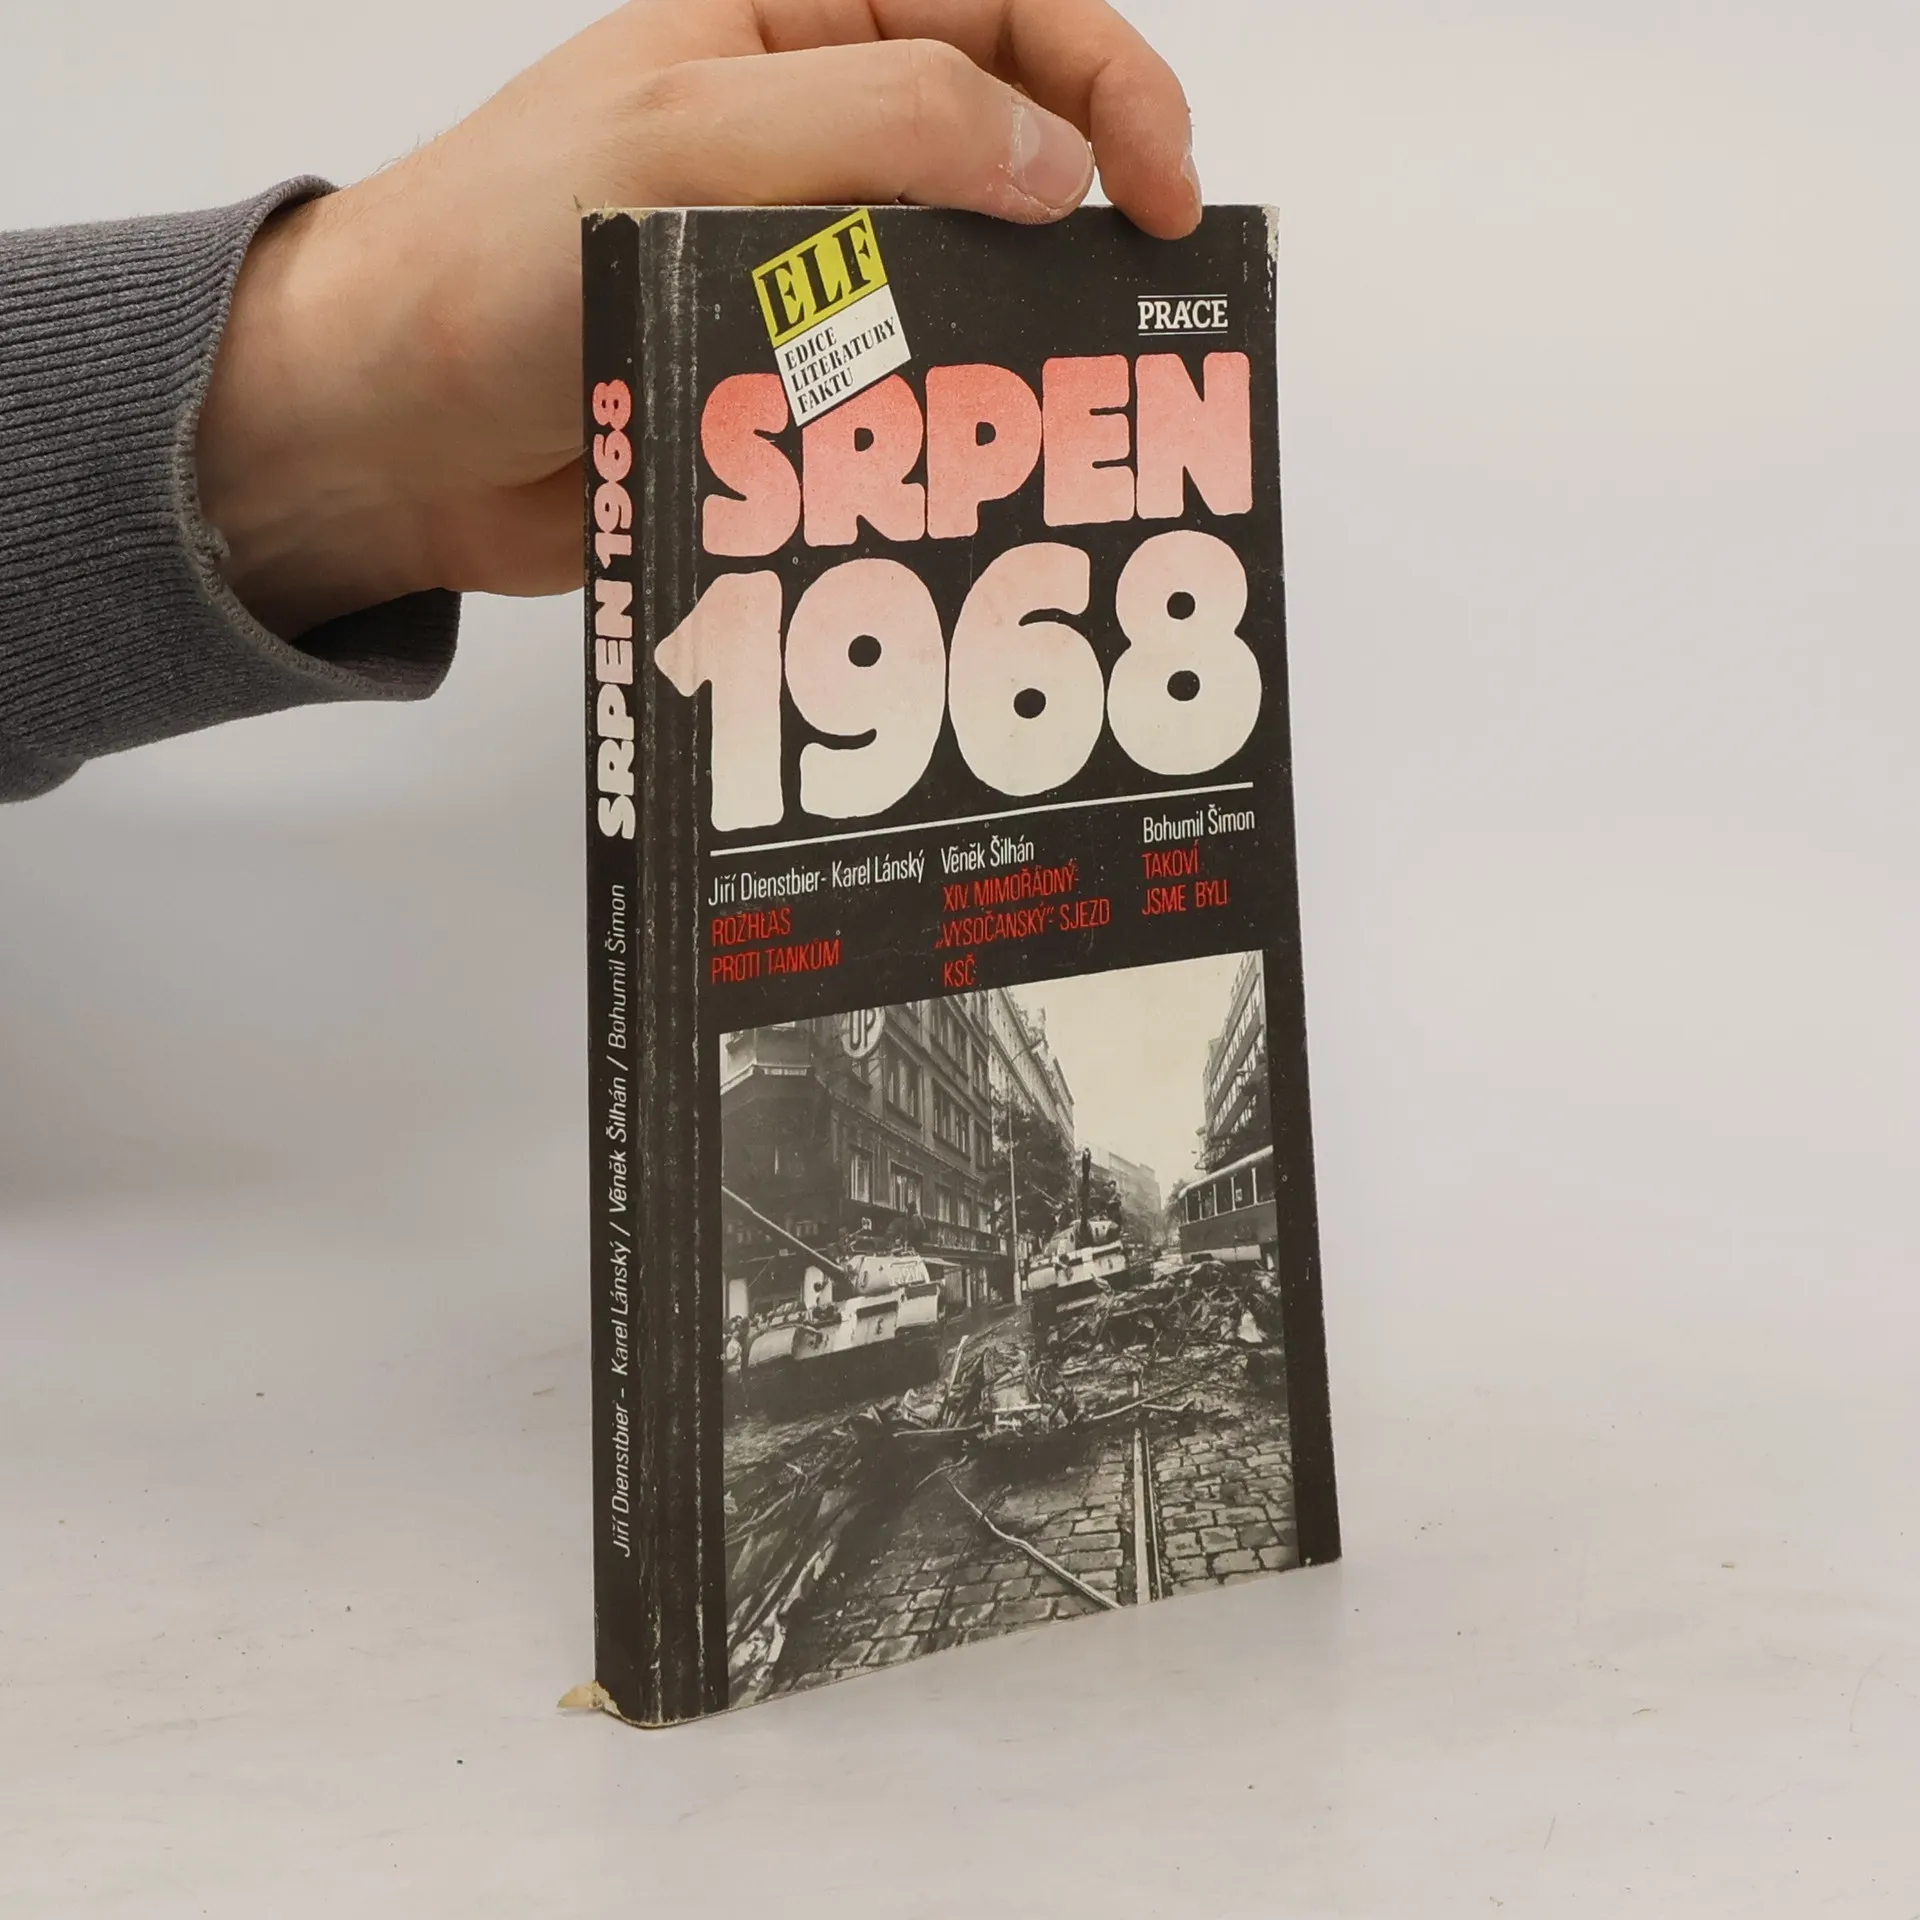 ELF
EDICE
LITERATURY
FAKTU
PRÁCE
SRPEN
1968
Jiří Dienstbier - Karel Lánský
ROZHLAS
PROTI TANKŮM
Věněk Šilhán
XIV. MIMOŘÁDNÝ-
„VYSOČANSKÝ"- SJEZD
KSČ
Bohumil Šimon
TAKOVÍ
JSME BYLI
SRPEN 1968
Jiří Dienstbier – Karel Lánský / Věněk Šilhán / Bohumil Šimon